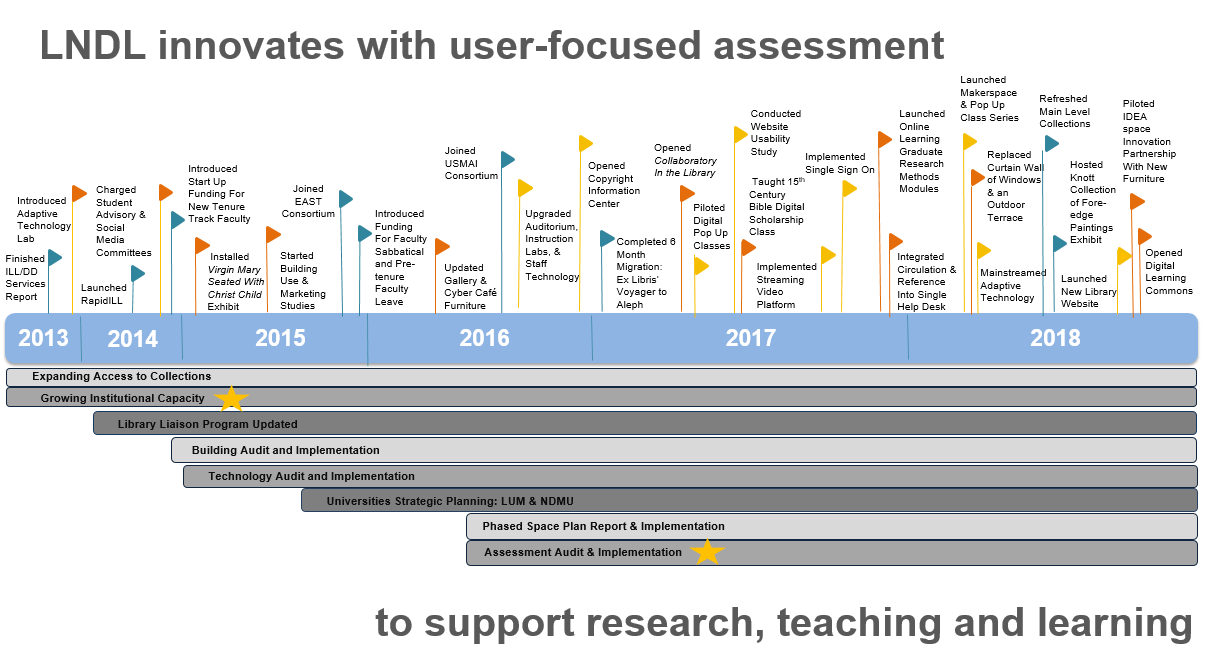 LNDL innovates with user-focused assessment
Introduced
Adaptive
Technology
Lab
Finished
ILL/DD
Services
Report
Charged
Student
Advisory &
Social
Media
Committees
Launched
RapidILL
Introduced
Start Up
Funding For
New Tenure
Track Faculty
Installed
Virgin Mary
Seated With
Christ Child
Exhibit
Started
Building
Use &
Marketing
Studies
Joined
EAST
Consortium
Introduced
Funding
For Faculty
Sabbatical
and Pre-
tenure
Faculty
Leave
Joined
USMAI
Consortium
Updated
Gallery &
Cyber Café
Furniture
Upgraded
Auditorium,
Instruction
Labs, &
Staff
Technology
Opened
Copyright
Information
Center
Completed 6
Month
Migration:
Ex Libris'
Voyager to
Aleph
Opened
Collaboratory
In the Library
Piloted
Digital
Pop Up
Classes
Conducted
Website
Usability
Study
Taught 15th
Century
Bible Digital
Scholarship
Class
Implemented
Streaming
Video
Platform
Implemented
Single Sign On
Launched
Online
Learning
Graduate
Research
Methods
Modules
Integrated
Circulation &
Reference
Into Single
Help Desk
Launched
Makerspace
& Pop Up
Class Series
Replaced
Curtain Wall
of Windows
& an
Outdoor
Terrace
Mainstreamed
Adaptive
Technology
Refreshed
Main Level
Collections
Hosted
Knott
Collection
of Fore-
edge
Paintings
Exhibit
Launched
New Library
Website
Piloted
IDEA
space
Innovation
Partnership
With New
Furniture
Opened
Digital
Learning
Commons
2013 2014 2015 2016 2017 2018
Expanding Access to Collections
Growing Institutional Capacity
Library Liaison Program Updated
Building Audit and Implementation
Technology Audit and Implementation
Universities Strategic Planning: LUM & NDMU
Phased Space Plan Report & Implementation
Assessment Audit & Implementation
to support research, teaching and learning